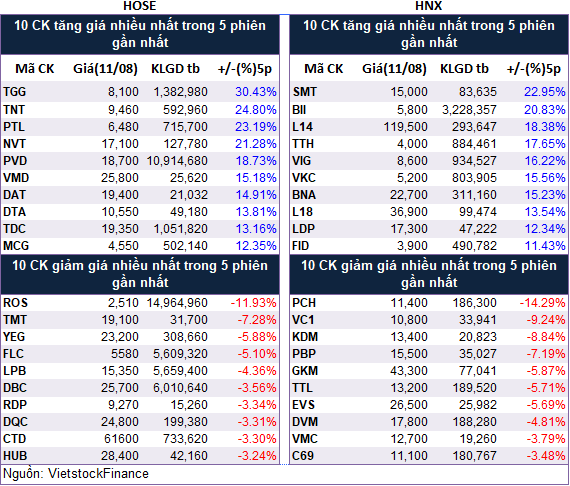 HOSE
10 CK tăng giá nhiều nhất trong 5 phiên
gần nhất
Mã CK Giá(11/08) KLGD tb +/-(%)5p
TGG 8,100 1,382,980 30.43%
TNT 9,460 592,960 24.80%
PTL 6,480 715,700 23.19%
NVT 17,100 127,780 21.28%
PVD 18,700 10,914,680 18.73%
VMD 25,800 25,620 15.18%
DAT 19,400 21,032 14.91%
DTA 10,550 49,180 13.81%
TDC 19,350 1,051,820 13.16%
MCG 4,550 502,140 12.35%
10 CK giảm giá nhiều nhất trong 5 phiên
gần nhất
ROS 2,510 14,964,960 -11.93%
TMT 19,100 31,700 -7.28%
YEG 23,200 308,660 -5.88%
FLC 5580 5,609,320 -5.10%
LPB 15,350 5,659,400 -4.36%
DBC 25,700 6,010,640 -3.56%
RDP 9,270 15,260 -3.34%
DQC 24,800 199,380 -3.31%
CTD 61600 733,620 -3.30%
HUB 28,400 42,160 -3.24%
Nguồn: VietstockFinance
HNX
10 CK tăng giá nhiều nhất trong 5 phiên
gần nhất
Mã CK Giá(11/08) KLGD tb +/-(%)5p
SMT 15,000 83,635 22.95%
BII 5,800 3,228,357 20.83%
L14 119,500 293,647 18.38%
TTH 4,000 884,461 17.65%
VIG 8,600 934,527 16.22%
VKC 5,200 803,905 15.56%
BNA 22,700 311,160 15.23%
L18 36,900 99,474 13.54%
LDP 17,300 47,222 12.34%
FID 3,900 490,782 11.43%
10 CK giảm giá nhiều nhất trong 5 phiên
gần nhất
PCH 11,400 186,300 -14.29%
VC1 10,800 33,941 -9.24%
KDM 13,400 20,823 -8.84%
PBP 15,500 35,027 -7.19%
GKM 43,300 77,041 -5.87%
TTL 13,200 189,520 -5.71%
EVS 26,500 25,982 -5.69%
DVM 17,800 188,280 -4.81%
VMC 12,700 19,260 -3.79%
C69 11,100 180,767 -3.48%